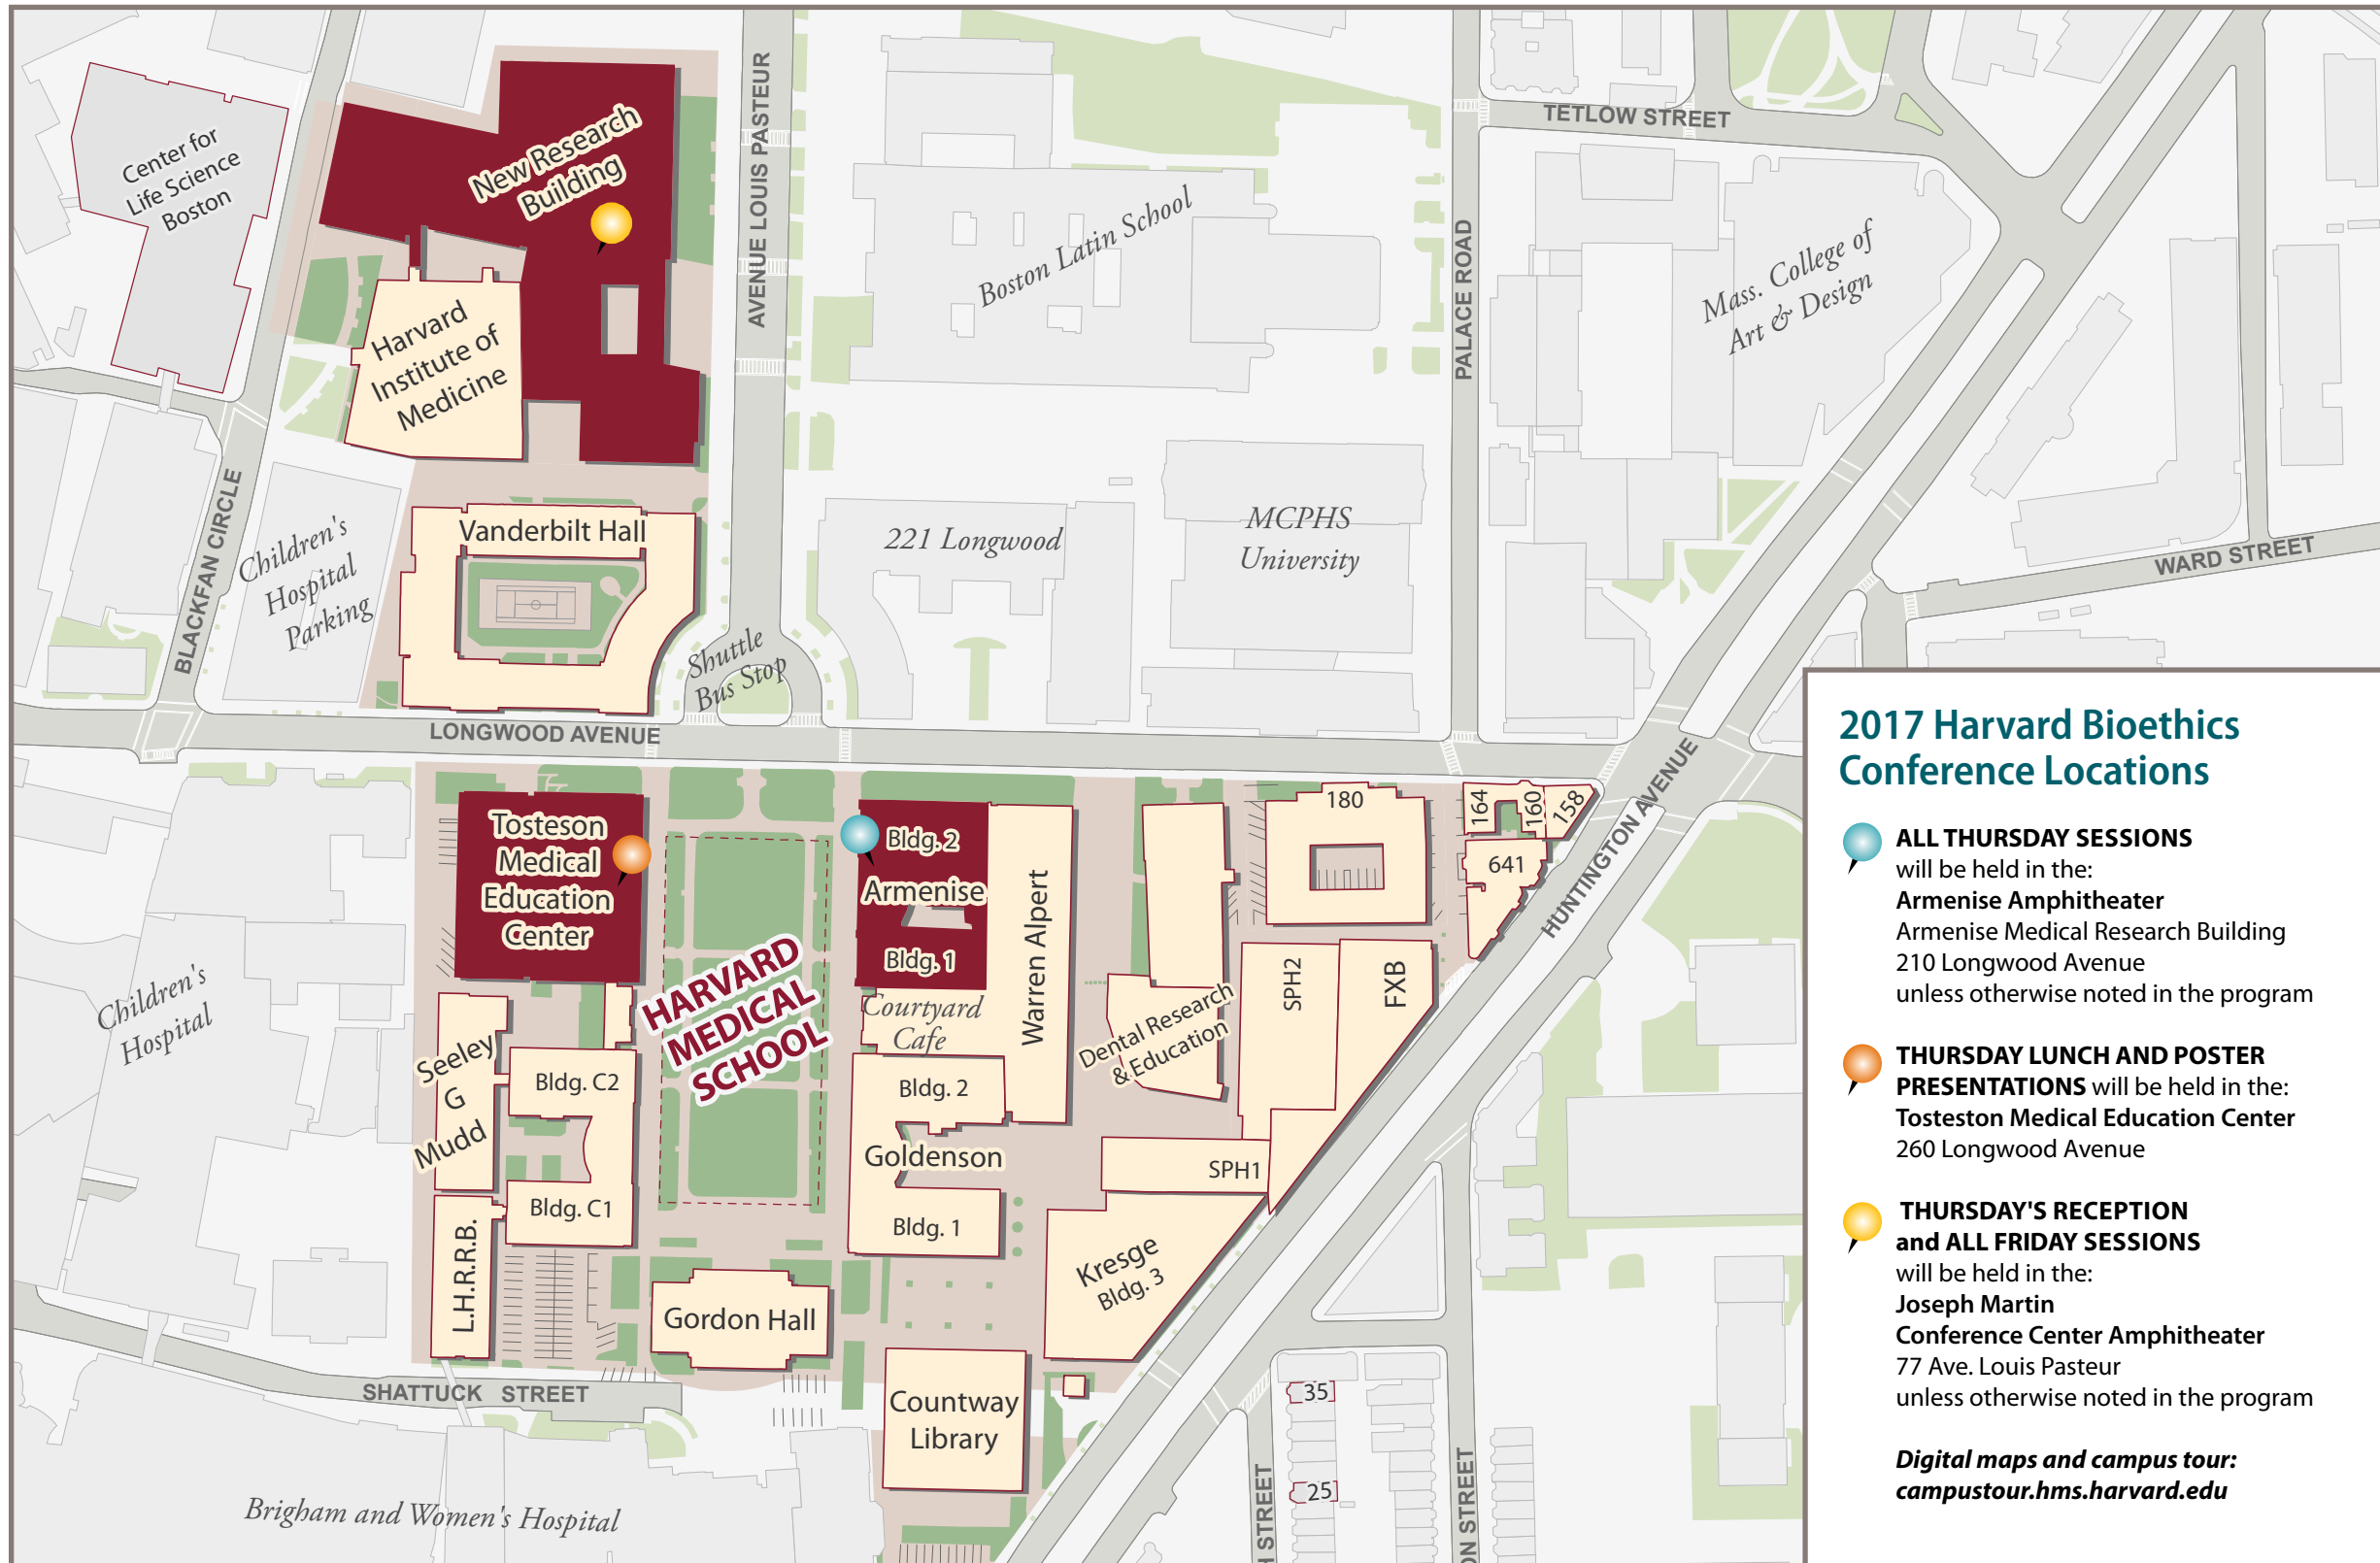 Center for
Life Science
Boston
New Research
Building
AVENUE LOUIS PASTEUR
Boston Latin School
PALACE ROAD
TETLOW STREET
Mass. College of
Art & Design
Harvard
Institute of
Medicine
BLACKFAN CIRCLE
Children's
Hospital
Parking
Vanderbilt Hall
221 Longwood
MCPHS
University
WARD STREET
Shuttle
Bus Stop
LONGWOOD AVENUE
HUNTINGTON AVENUE
Tosteson
Medical
Education
Center
Bldg. 2
Armenise
Bldg. 1
Courtyard
Cafe
Warren Alpert
180
164
160
158
641
SPH2
FXB
Dental Research
& Education
HARVARD
MEDICAL
SCHOOL
Children's
Hospital
Seeley
G
Mudd
Bldg. C2
Bldg. C1
L.H.R.R.B.
Bldg. 2
Goldenson
Bldg. 1
SPH1
Kresge
Bldg. 3
Gordon Hall
SHATTUCK STREET
Countway
Library
Brigham and Women's Hospital
35
25
H STREET
ON STREET
2017 Harvard Bioethics
Conference Locations
ALL THURSDAY SESSIONS
will be held in the:
Armenise Amphitheater
Armenise Medical Research Building
210 Longwood Avenue
unless otherwise noted in the program
THURSDAY LUNCH AND POSTER
PRESENTATIONS will be held in the:
Tosteston Medical Education Center
260 Longwood Avenue
THURSDAY'S RECEPTION
and ALL FRIDAY SESSIONS
will be held in the:
Joseph Martin
Conference Center Amphitheater
77 Ave. Louis Pasteur
unless otherwise noted in the program
Digital maps and campus tour:
campustour.hms.harvard.edu